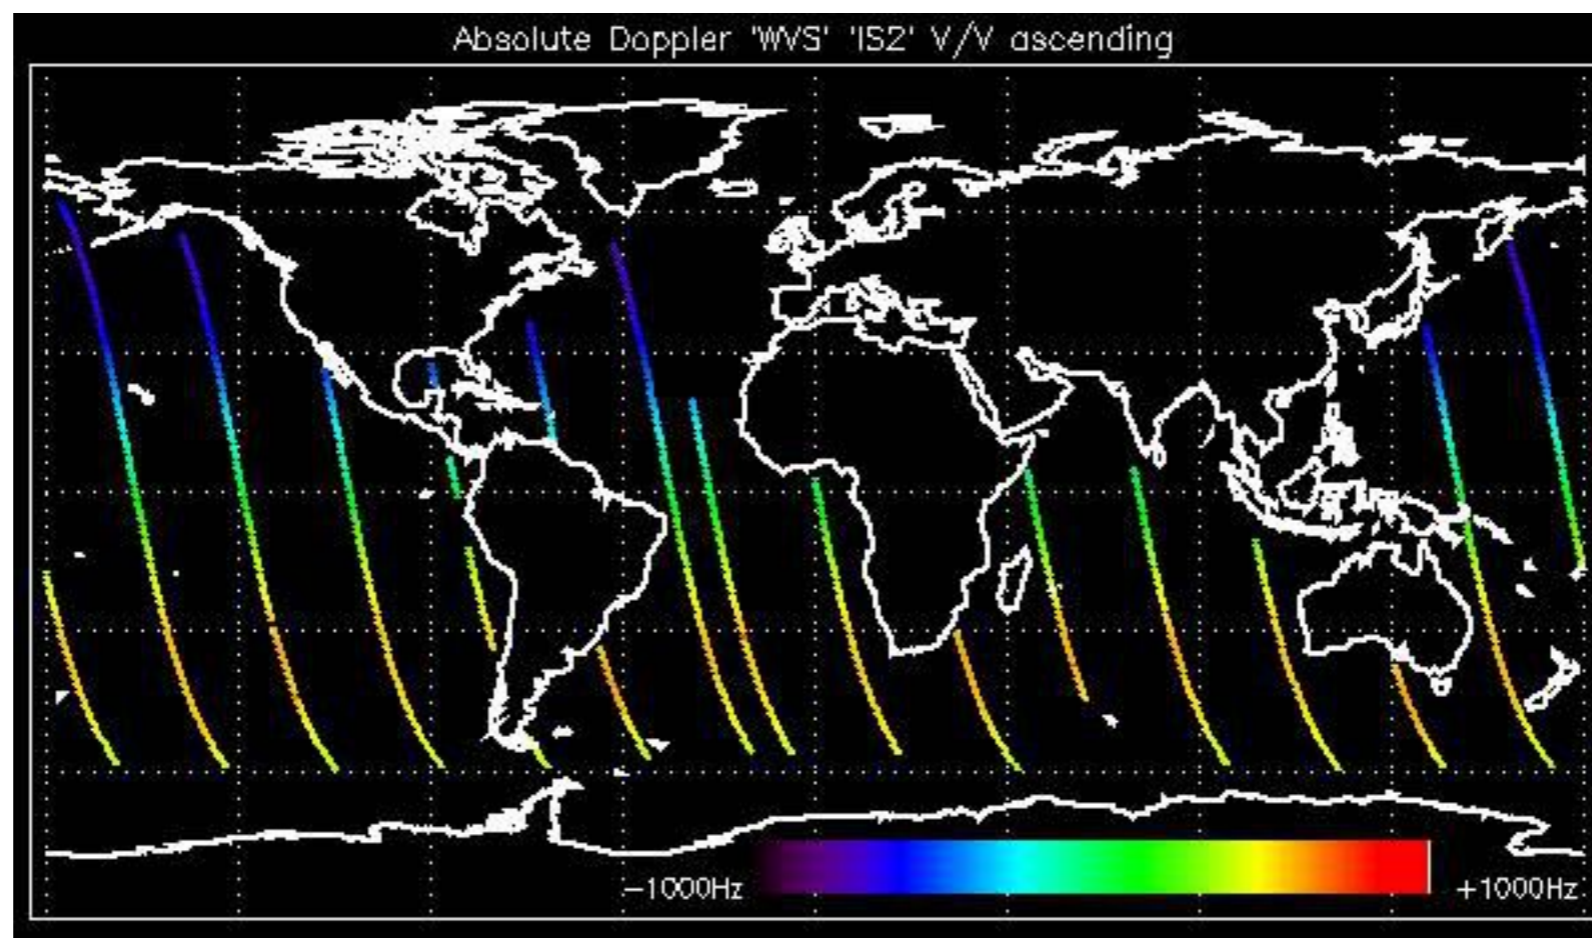 Absolute Doppler 'WVS' 'IS2' V/V ascending
−1000Hz
+1000Hz